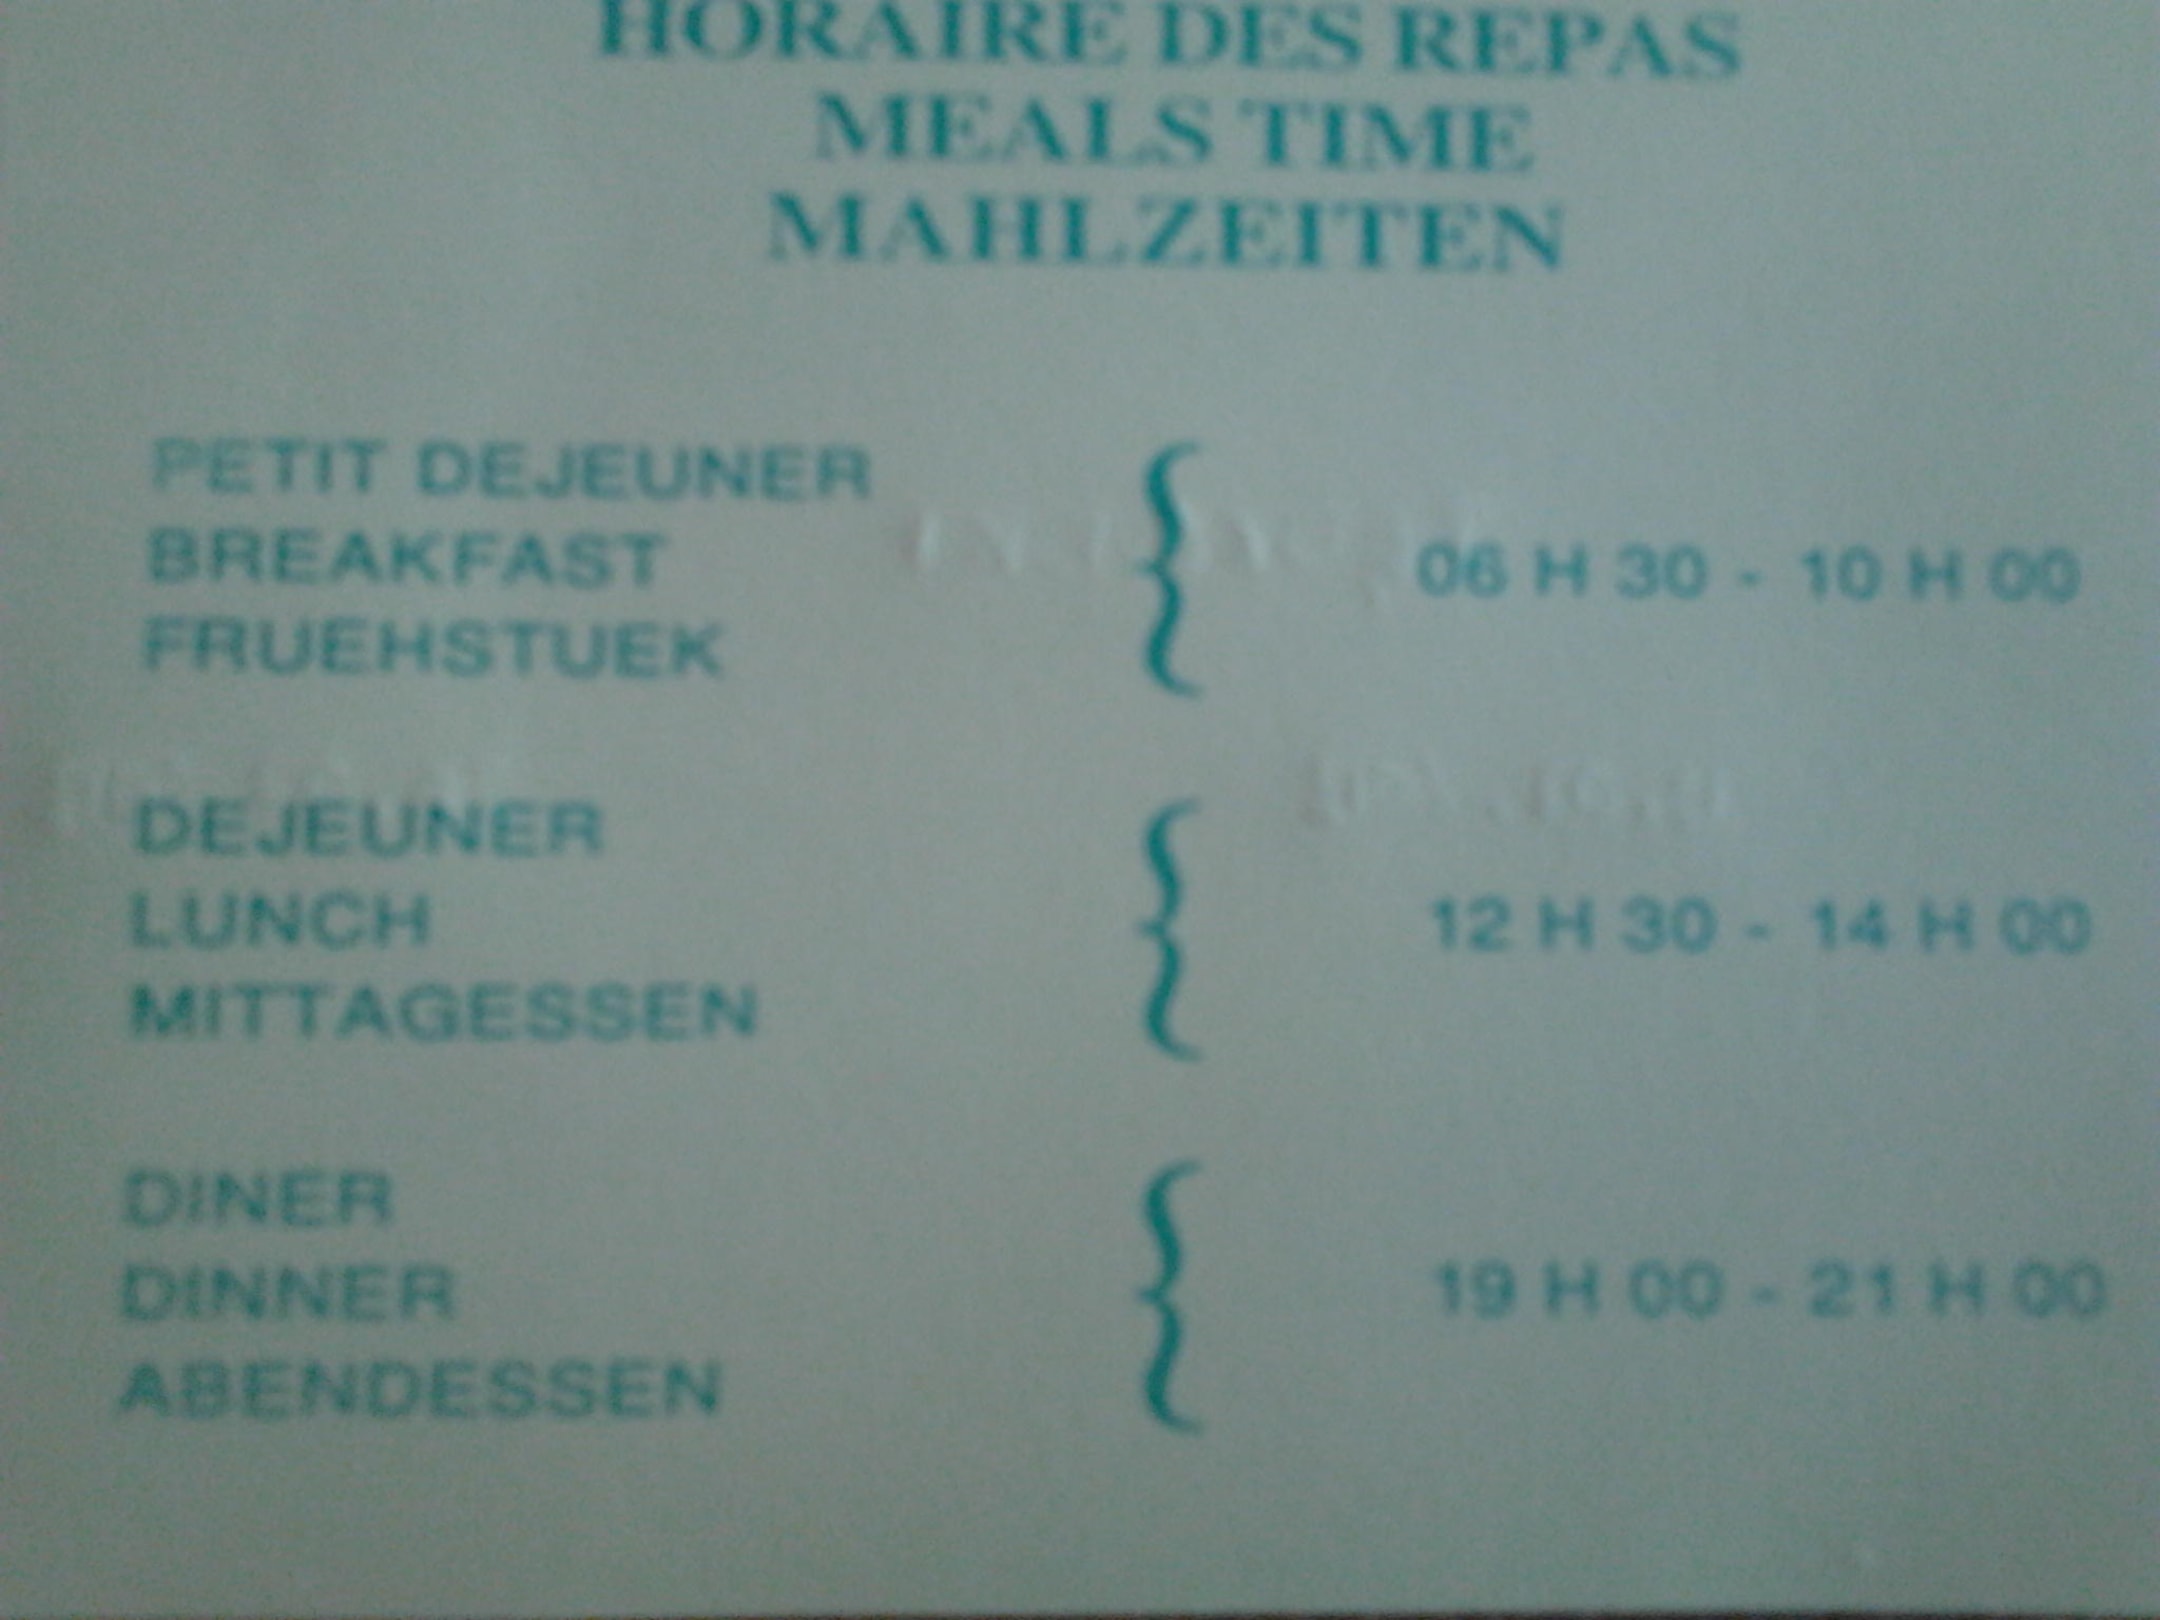 HORAIRE DES REPAS
MEALS TIME
MAHLZEITEN
PETIT DEJEUNER
BREAKFAST
FRUEHSTUEK
06 H 30 - 10 H 00
DEJEUNER
LUNCH
MITTAGESSEN
12 H 30 - 14 H 00
DINER
DINNER
ABENDESSEN
19 H 00 - 21 H 00